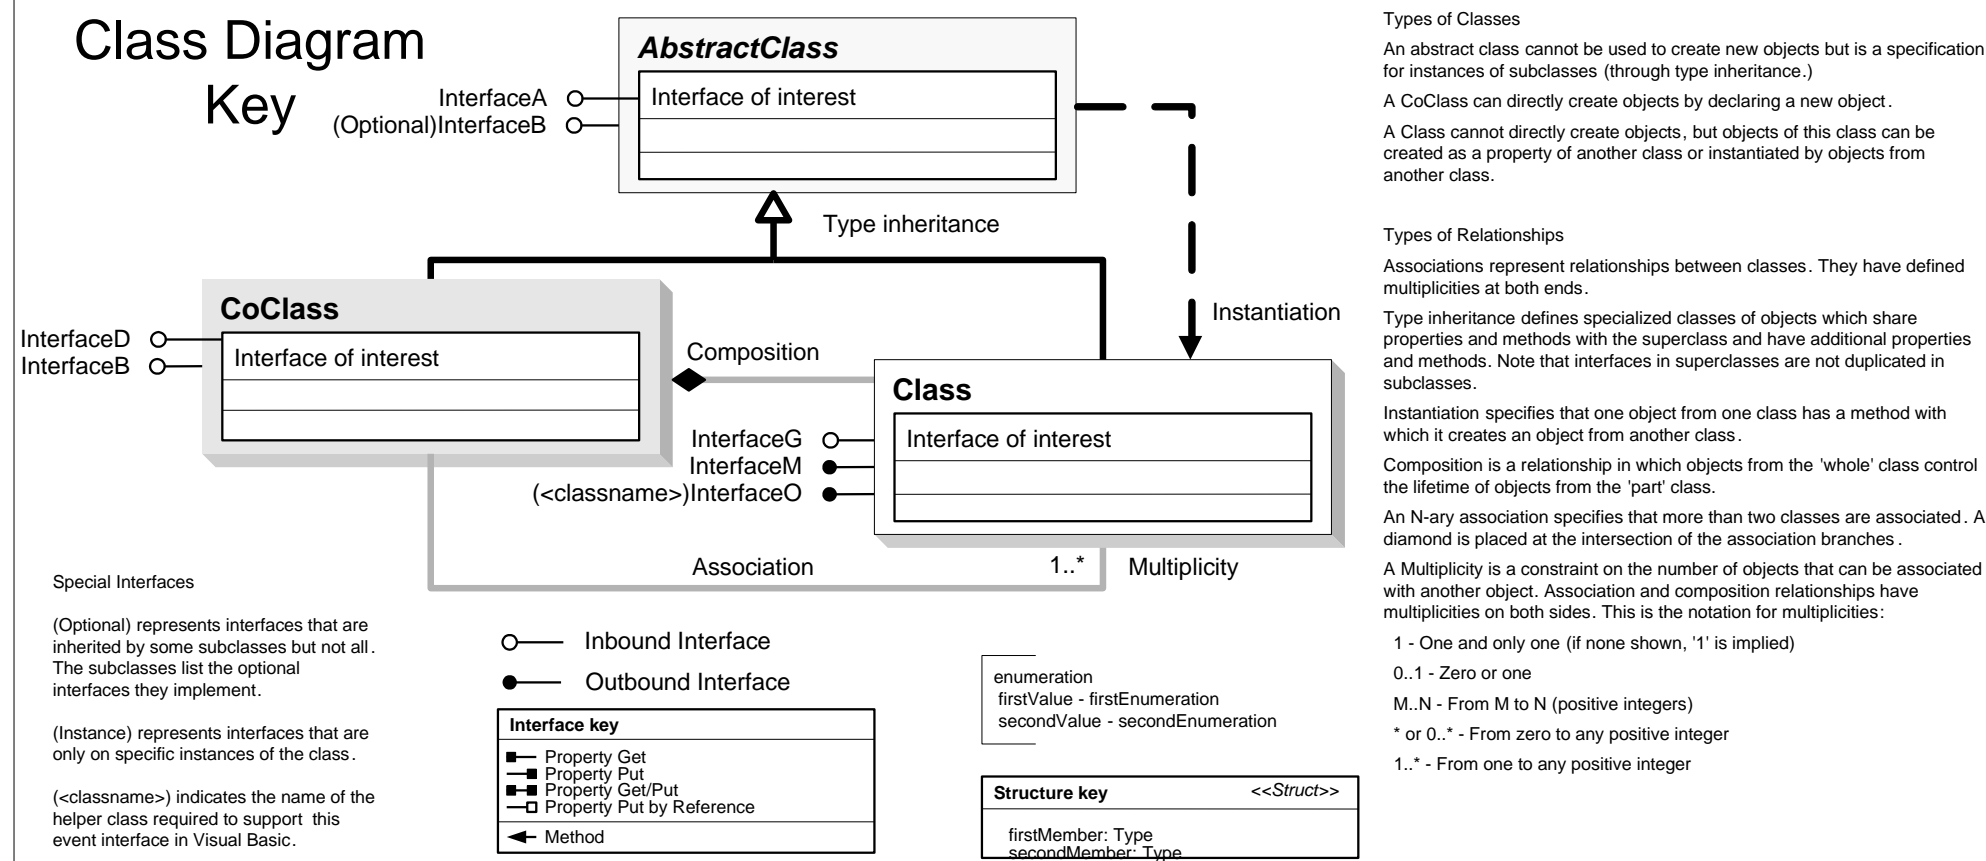 Class Diagram
Key
AbstractClass
Interface of interest
InterfaceA
(Optional)InterfaceB
Type inheritance
CoClass
Interface of interest
InterfaceD
InterfaceB
Composition
Instantiation
Class
Interface of interest
InterfaceG
InterfaceM
(<classname>)InterfaceO
Association
1..*
Multiplicity
Special Interfaces
(Optional) represents interfaces that are
inherited by some subclasses but not all.
The subclasses list the optional
interfaces they implement.
(Instance) represents interfaces that are
only on specific instances of the class.
(<classname>) indicates the name of the
helper class required to support this
event interface in Visual Basic.
Inbound Interface
Outbound Interface
Interface key
Property Get
Property Put
Property Get/Put
Property Put by Reference
Method
enumeration
firstValue - firstEnumeration
secondValue - secondEnumeration
Structure key <<Struct>>
firstMember: Type
secondMember: Type
Types of Classes
An abstract class cannot be used to create new objects but is a specification
for instances of subclasses (through type inheritance.)
A CoClass can directly create objects by declaring a new object.
A Class cannot directly create objects, but objects of this class can be
created as a property of another class or instantiated by objects from
another class.
Types of Relationships
Associations represent relationships between classes. They have defined
multiplicities at both ends.
Type inheritance defines specialized classes of objects which share
properties and methods with the superclass and have additional properties
and methods. Note that interfaces in superclasses are not duplicated in
subclasses.
Instantiation specifies that one object from one class has a method with
which it creates an object from another class.
Composition is a relationship in which objects from the 'whole' class control
the lifetime of objects from the 'part' class.
An N-ary association specifies that more than two classes are associated. A
diamond is placed at the intersection of the association branches.
A Multiplicity is a constraint on the number of objects that can be associated
with another object. Association and composition relationships have
multiplicities on both sides. This is the notation for multiplicities:
1 - One and only one (if none shown, '1' is implied)
0..1 - Zero or one
M..N - From M to N (positive integers)
* or 0..* - From zero to any positive integer
1..* - From one to any positive integer